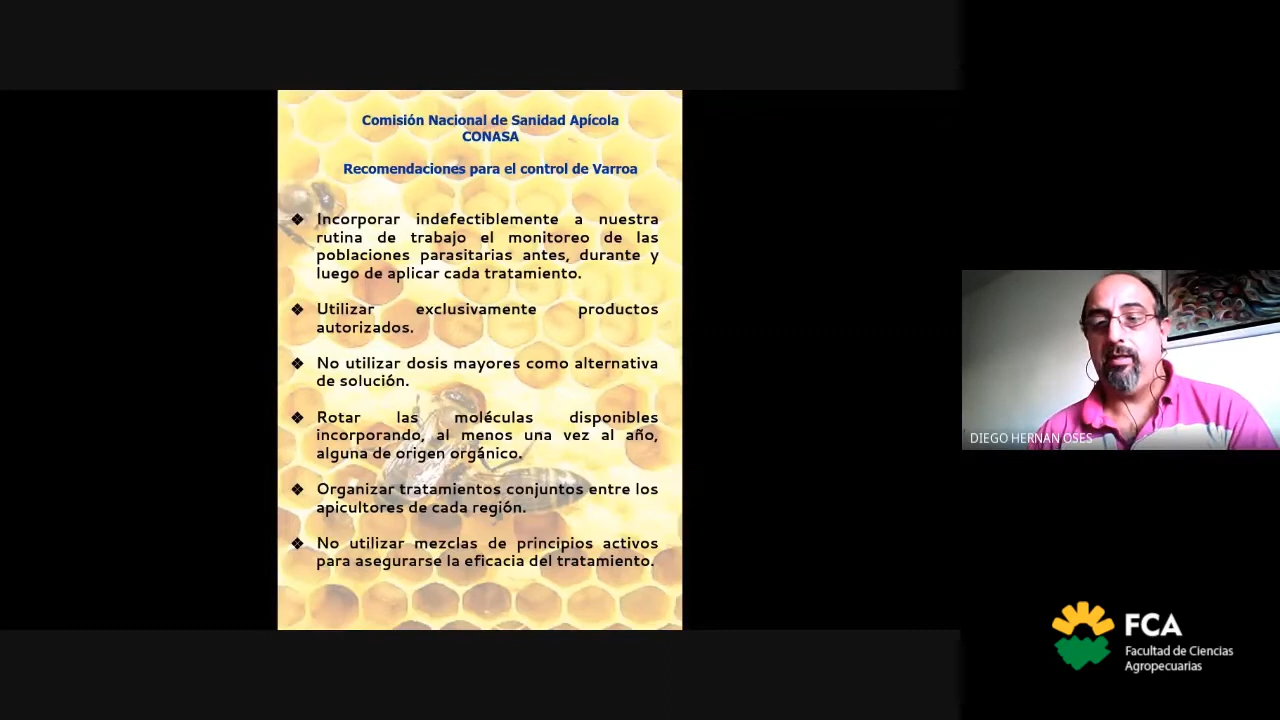 Comisión Nacional de Sanidad Apícola
CONASA
Recomendaciones para el control de Varroa
❖ Incorporar indefectiblemente a nuestra
rutina de trabajo el monitoreo de las
poblaciones parasitarias antes, durante y
luego de aplicar cada tratamiento.
❖ Utilizar exclusivamente productos
autorizados.
❖ No utilizar dosis mayores como alternativa
de solución.
❖ Rotar las moléculas disponibles
incorporando, al menos una vez al año,
alguna de origen orgánico.
❖ Organizar tratamientos conjuntos entre los
apicultores de cada región.
❖ No utilizar mezclas de principios activos
para asegurarse la eficacia del tratamiento.
DIEGO HERNAN OSES
FCA
Facultad de Ciencias
Agropecuarias